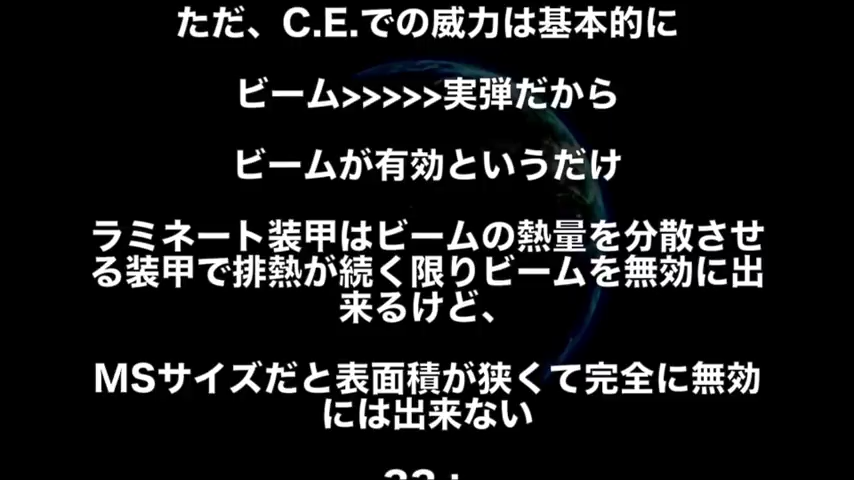 ただ、C.E.での威力は基本的に
ビーム>>>>>実弾だから
ビームが有効というだけ
ラミネート装甲はビームの熱量を分散させ
る装甲で排熱が続く限りビームを無効に出
来るけど、
MSサイズだと表面積が狭くて完全に無効
には出来ない